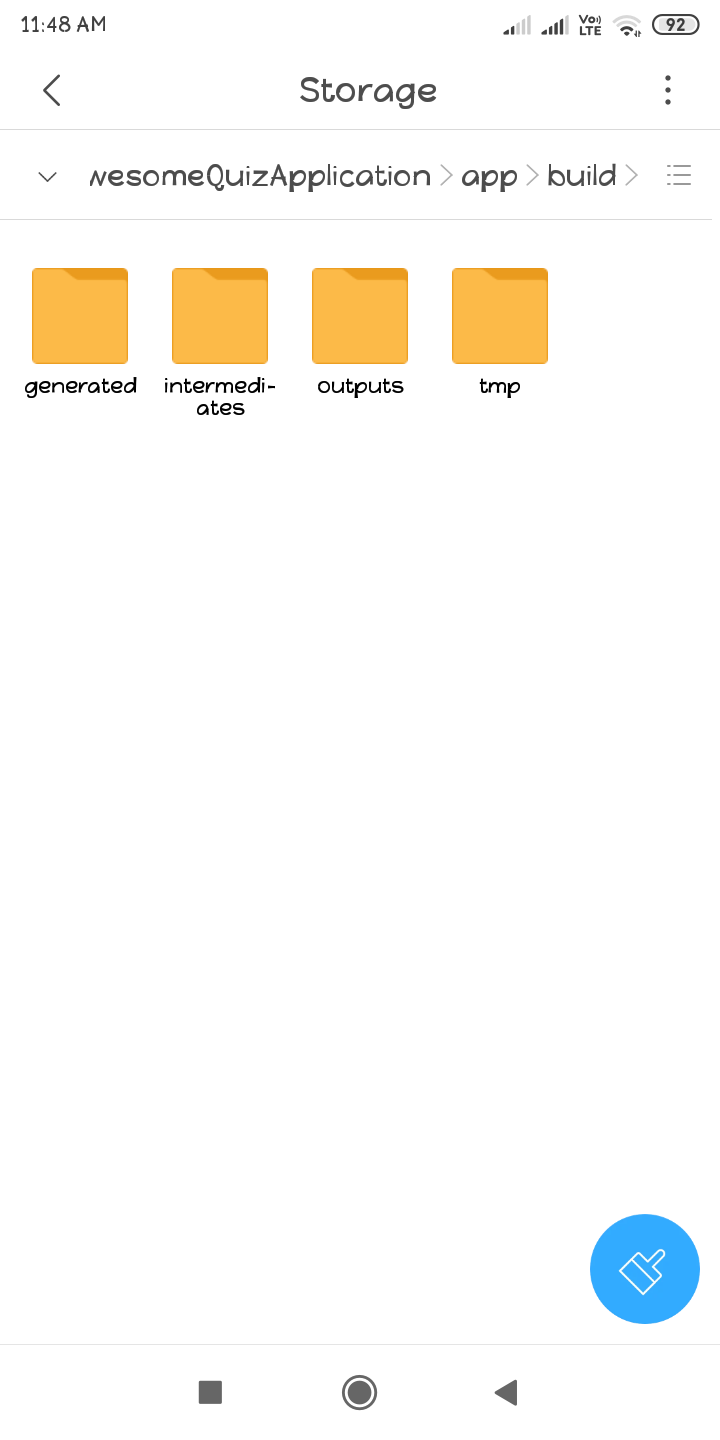 11:48 AM Vo)) LTE 92
Storage
wesomeQuizApplication app build
generated intermedi- outputs tmp
ates